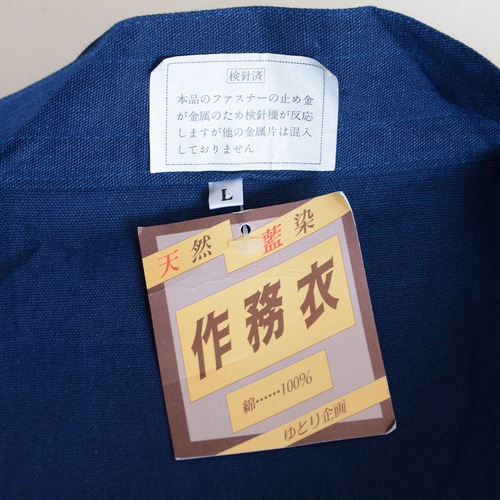 検針済
本品のファスナーの止め金
が金属のため検針機が反応
しますが他の金属片は混入
しておりません
L
天然藍染
作務衣
綿……100%
ゆとり企画